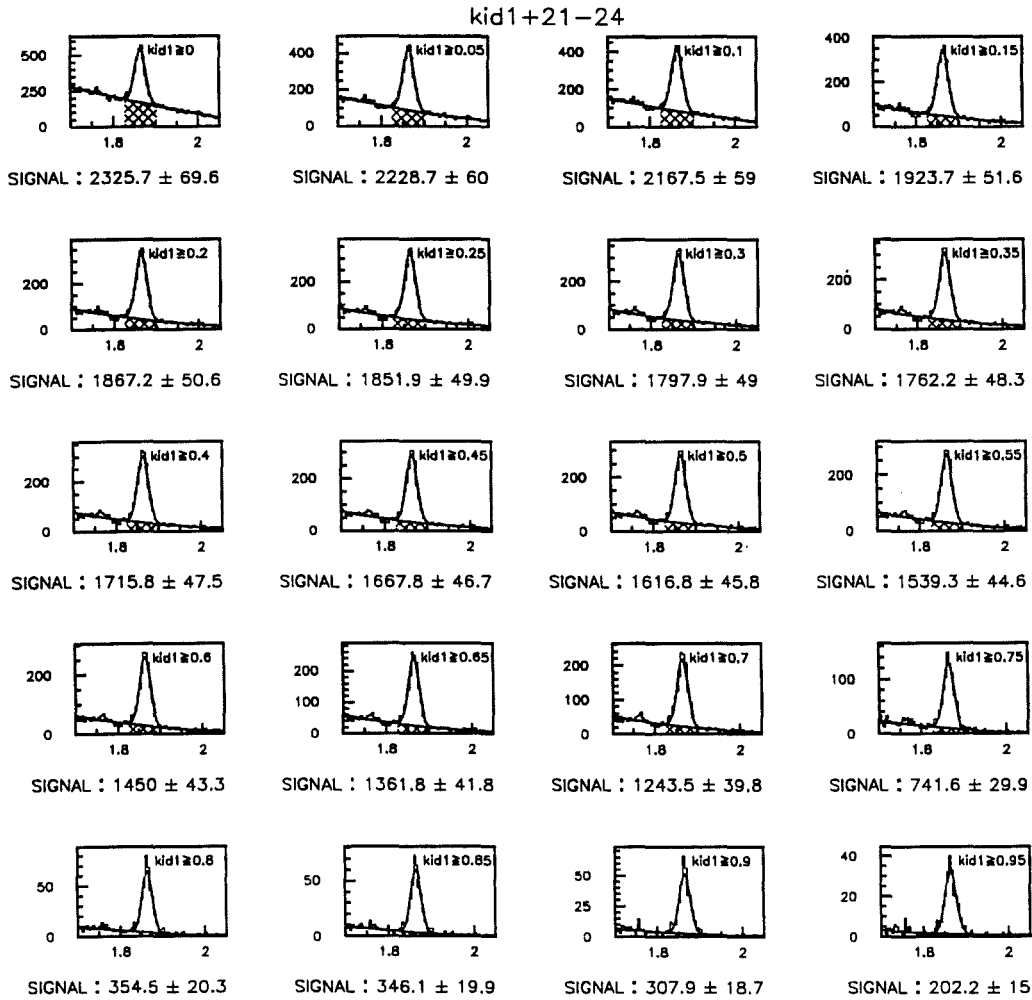 kid1+21−24
500
250
0
1.8
2
kid1≧0
400
200
0
1.8
2
kid1≧0.05
400
200
0
1.8
2
kid1≧0.1
400
200
0
1.8
2
kid1≧0.15
SIGNAL : 2325.7 ± 69.6
SIGNAL : 2228.7 ± 60
SIGNAL : 2167.5 ± 59
SIGNAL : 1923.7 ± 51.6
200
0
1.8
2
kid1≧0.2
200
0
1.8
2
kid1≧0.25
200
0
1.8
2
kid1≧0.3
200
0
1.8
2
kid1≧0.35
SIGNAL : 1867.2 ± 50.6
SIGNAL : 1851.9 ± 49.9
SIGNAL : 1797.9 ± 49
SIGNAL : 1762.2 ± 48.3
200
0
1.8
2
kid1≧0.4
200
0
1.8
2
kid1≧0.45
200
0
1.8
2
kid1≧0.5
200
0
1.8
2
kid1≧0.55
SIGNAL : 1715.8 ± 47.5
SIGNAL : 1667.8 ± 46.7
SIGNAL : 1616.8 ± 45.8
SIGNAL : 1539.3 ± 44.6
200
0
1.8
2
kid1≧0.6
200
100
0
1.8
2
kid1≧0.65
200
100
0
1.8
2
kid1≧0.7
100
0
1.8
2
kid1≧0.75
SIGNAL : 1450 ± 43.3
SIGNAL : 1361.8 ± 41.8
SIGNAL : 1243.5 ± 39.8
SIGNAL : 741.6 ± 29.9
50
0
1.8
2
kid1≧0.8
50
0
1.8
2
kid1≧0.85
50
25
0
1.8
2
kid1≧0.9
40
20
0
1.8
2
kid1≧0.95
SIGNAL : 354.5 ± 20.3
SIGNAL : 346.1 ± 19.9
SIGNAL : 307.9 ± 18.7
SIGNAL : 202.2 ± 15